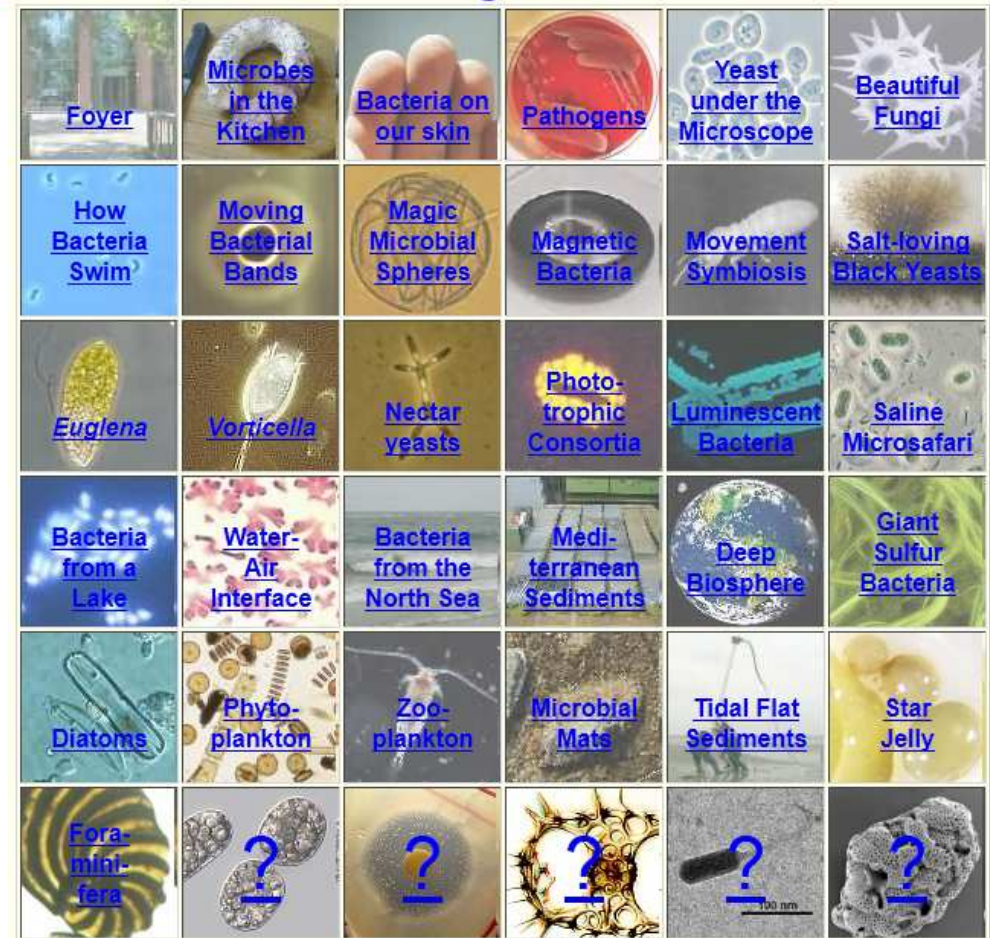 Foyer
Microbes
in the
Kitchen
Bacteria on
our skin
Pathogens
Yeast
under the
Microscope
Beautiful
Fungi
How
Bacteria
Swim
Moving
Bacterial
Bands
Magic
Microbial
Spheres
Magnetic
Bacteria
Movement
Symbiosis
Salt-loving
Black Yeasts
Euglena
Vorticella
Nectar
yeasts
Photo-
trophic
Consortia
Luminescent
Bacteria
Saline
Microsafari
Bacteria
from a
Lake
Water-
Air
Interface
Bacteria
from the
North Sea
Medi-
terranean
Sediments
Deep
Biosphere
Giant
Sulfur
Bacteria
Diatoms
Phyto-
plankton
Zoo-
plankton
Microbial
Mats
Tidal Flat
Sediments
Star
Jelly
Fora-
mini-
fera
?
?
?
?
100 nm
?